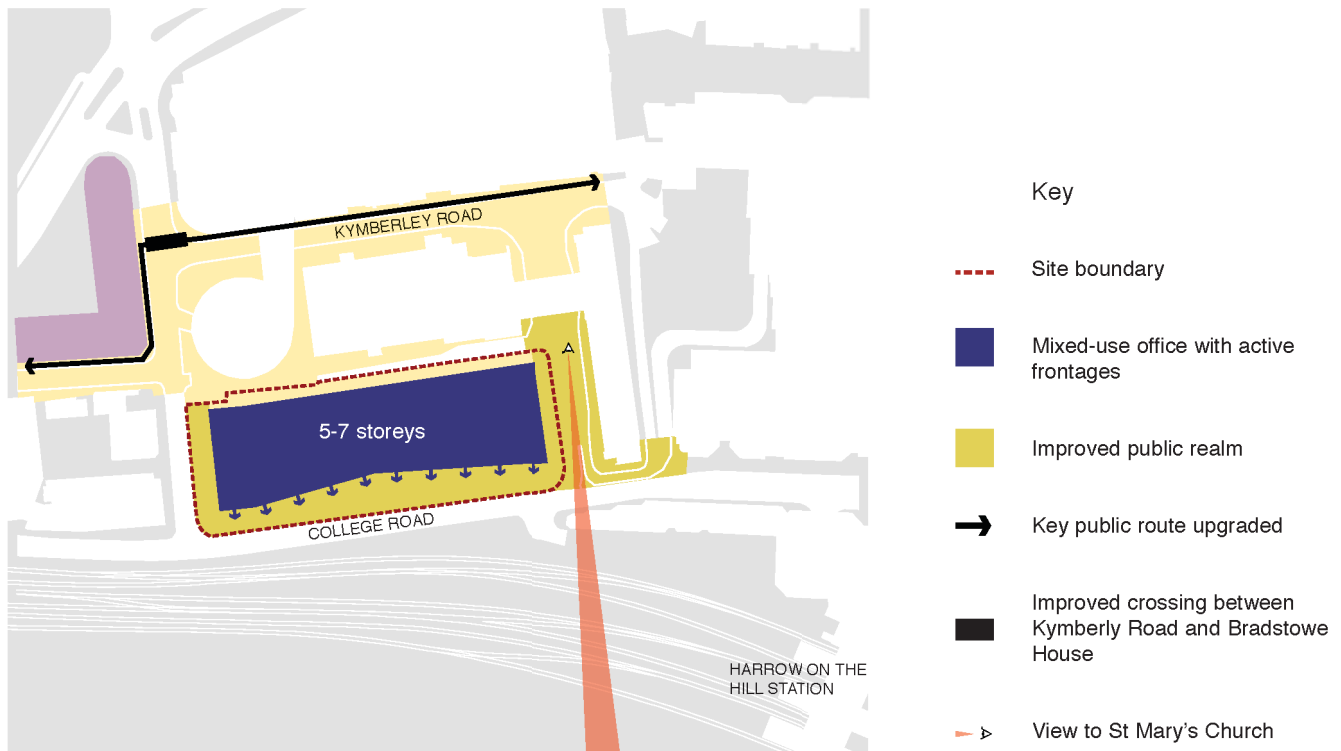 KYMBERLEY ROAD
5-7 storeys
COLLEGE ROAD
HARROW ON THE
HILL STATION
Key
Site boundary
Mixed-use office with active
frontages
Improved public realm
Key public route upgraded
Improved crossing between
Kymberly Road and Bradstowe
House
View to St Mary's Church